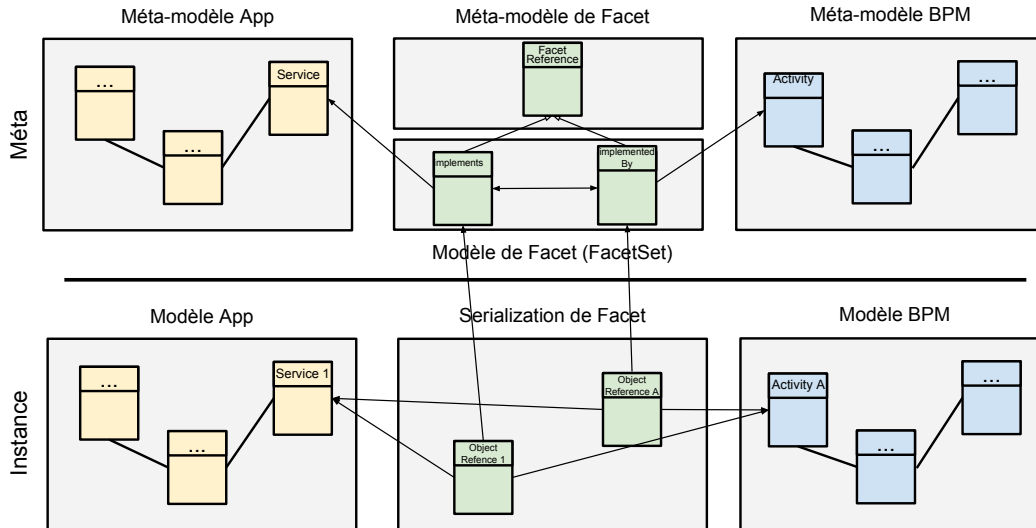 Méta-modèle App
Méta-modèle de Facet
Méta-modèle BPM
Méta
...
...
Service
Facet
Reference
Activity
...
...
implements
implemented
By
Modèle de Facet (FacetSet)
Modèle App
Serialization de Facet
Modèle BPM
Instance
...
...
Service 1
Object
Reference A
Object
Refence 1
Activity A
...
...